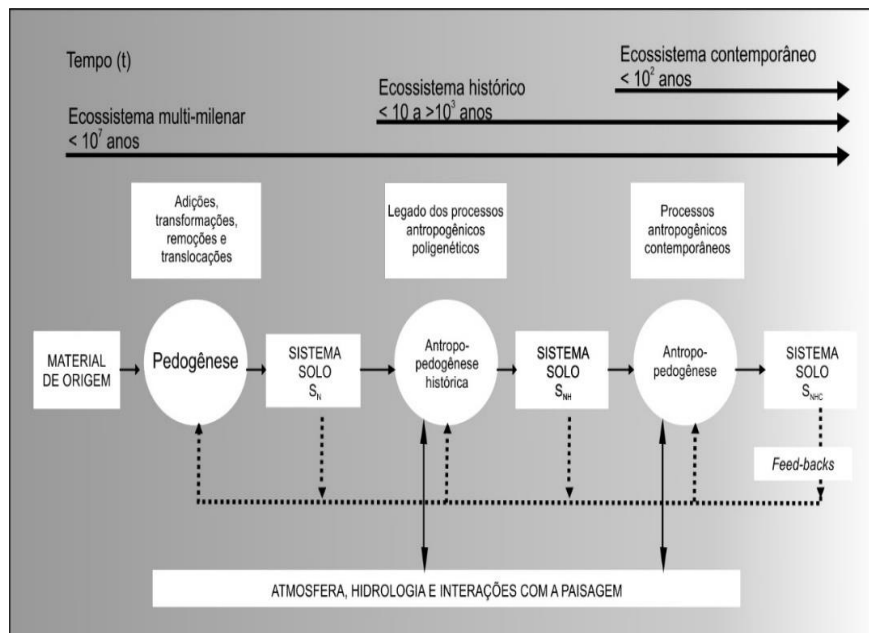 Tempo (t)
Ecossistema contemporâneo
< 10² anos
Ecossistema histórico
< 10 a >10³ anos
Ecossistema multi-milenar
< 10⁷ anos
Adições,
transformações,
remoções e
translocações
Legado dos processos
antropogênicos
poligenéticos
Processos
antropogênicos
contemporâneos
MATERIAL
DE ORIGEM
Pedogênese
SISTEMA
SOLO
S_N
Antropo-
pedogênese
histórica
SISTEMA
SOLO
S_NH
Antropo-
pedogênese
SISTEMA
SOLO
S_NHC
Feed-backs
ATMOSFERA, HIDROLOGIA E INTERAÇÕES COM A PAISAGEM